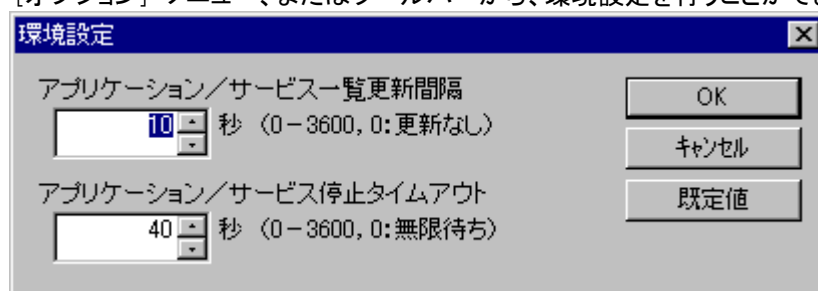 [オプション] メニュー、またはツールバーから、環境設定を行うことがで
環境設定
アプリケーション／サービス一覧更新間隔
10 秒 (0－3600, 0:更新なし)
アプリケーション／サービス停止タイムアウト
40 秒 (0－3600, 0:無限待ち)
OK
キャンセル
既定値